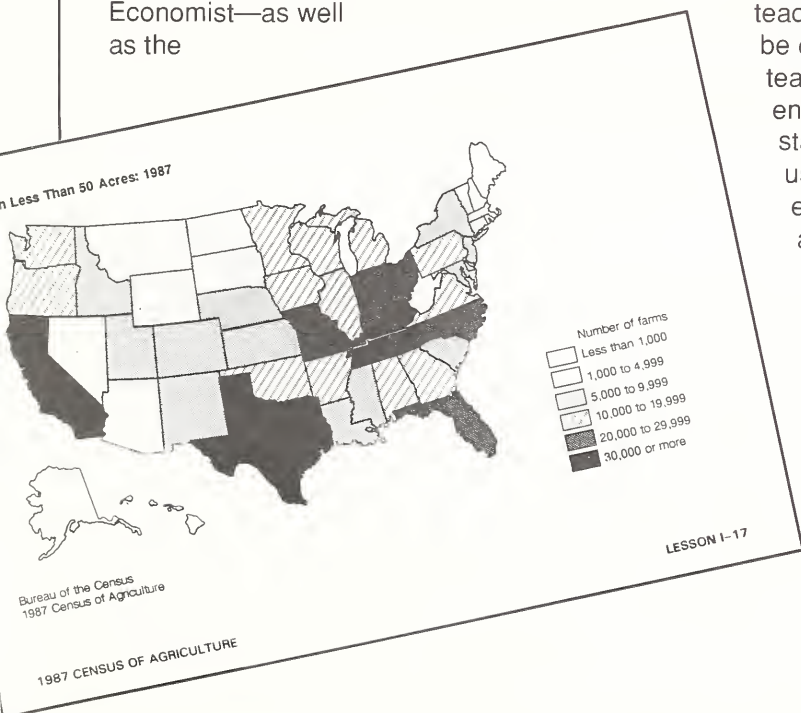 Economist—as well
as the
n Less Than 50 Acres: 1987
Number of farms
Less than 1,000
1,000 to 4,999
5,000 to 9,999
10,000 to 19,999
20,000 to 29,999
30,000 or more
Bureau of the Census
1987 Census of Agriculture
1987 CENSUS OF AGRICULTURE
LESSON I–17
teac
be
tea
en
sta
us
e
a